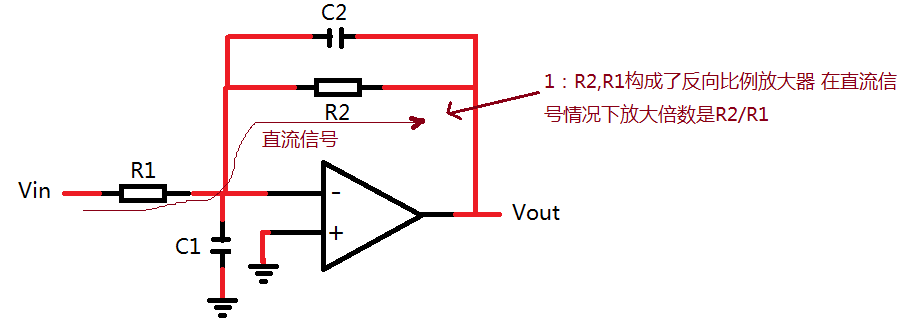 C2
1：R2,R1构成了反向比例放大器 在直流信
号情况下放大倍数是R2/R1
R2
直流信号
R1
Vin
-
Vout
+
C1